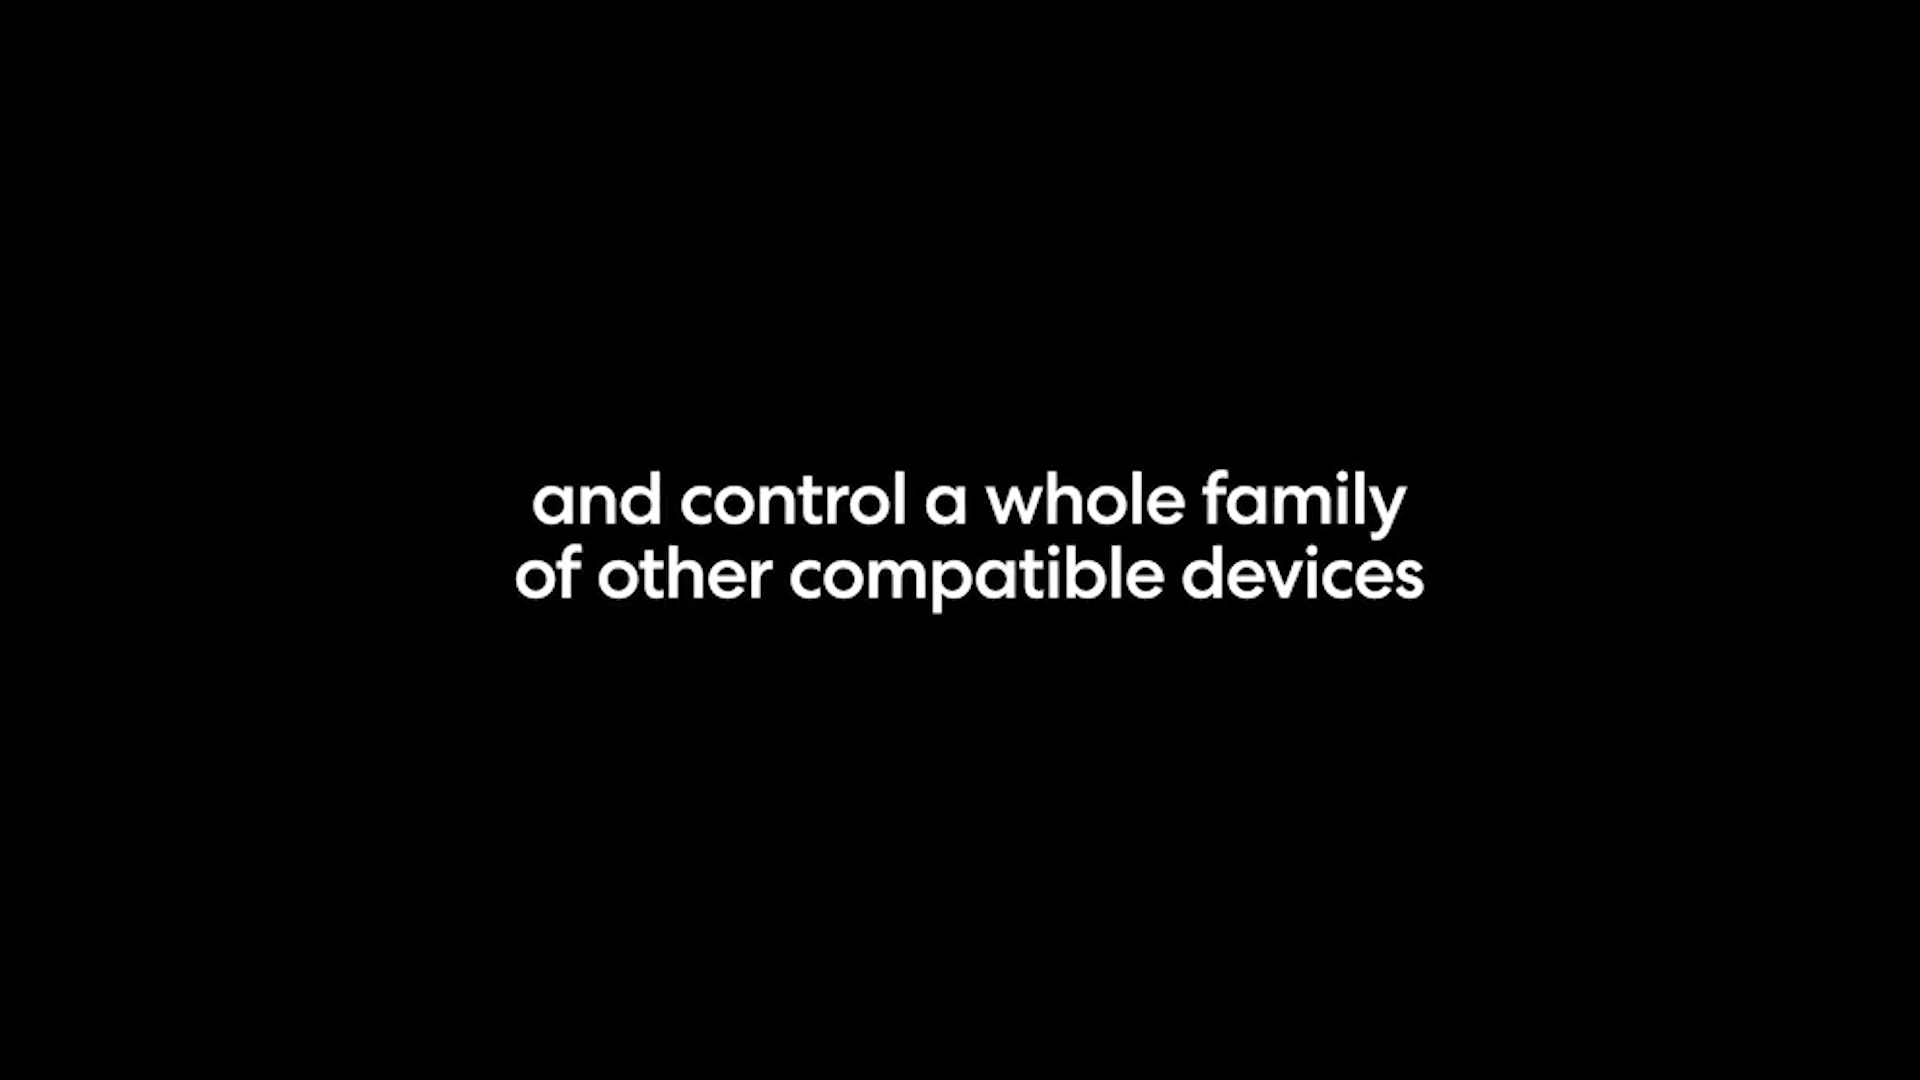 and control a whole family
of other compatible devices